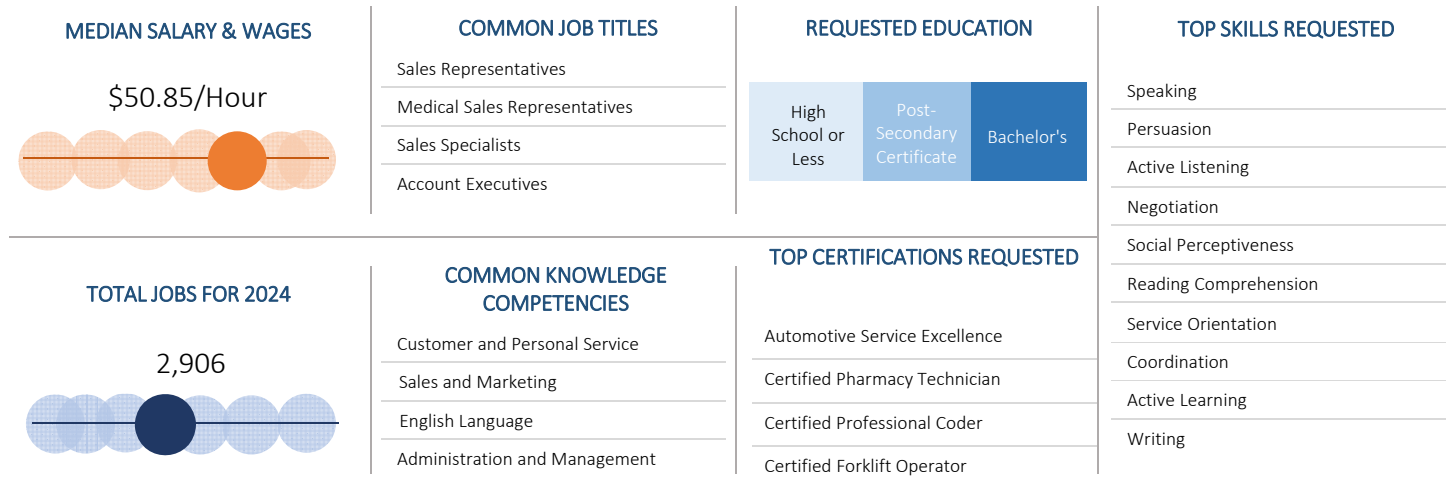 MEDIAN SALARY & WAGES
$50.85/Hour
COMMON JOB TITLES
Sales Representatives
Medical Sales Representatives
Sales Specialists
Account Executives
REQUESTED EDUCATION
High
School or
Less
Post-
Secondary
Certificate
Bachelor's
TOTAL JOBS FOR 2024
2,906
COMMON KNOWLEDGE
COMPETENCIES
Customer and Personal Service
Sales and Marketing
English Language
Administration and Management
TOP CERTIFICATIONS REQUESTED
Automotive Service Excellence
Certified Pharmacy Technician
Certified Professional Coder
Certified Forklift Operator
TOP SKILLS REQUESTED
Speaking
Persuasion
Active Listening
Negotiation
Social Perceptiveness
Reading Comprehension
Service Orientation
Coordination
Active Learning
Writing